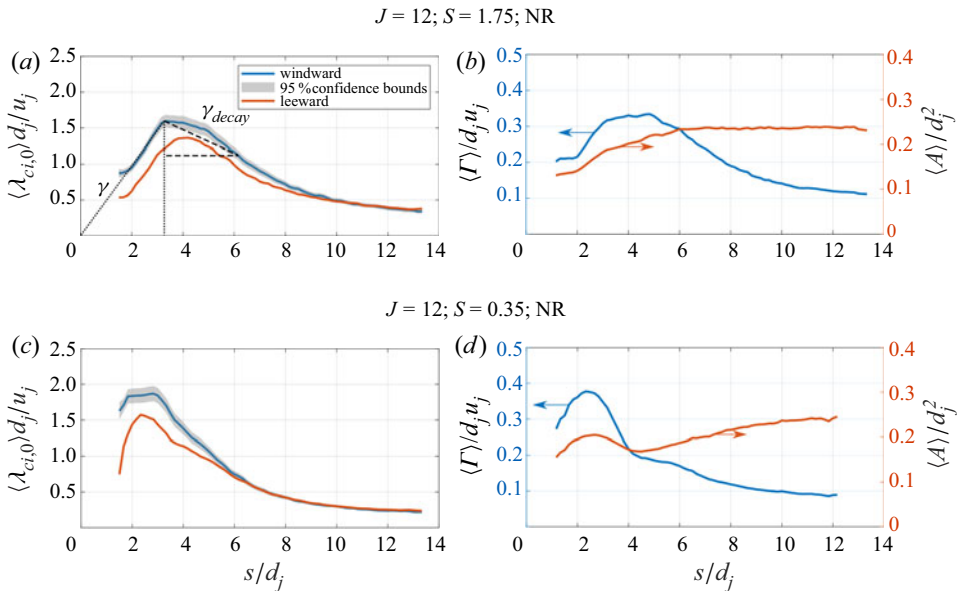 J = 12; S = 1.75; NR
(a)
2.5
2.0
1.5
1.0
0.5
0 2 4 6 8 10 12 14
⟨λci,0⟩dj/uj
windward
95 %confidence bounds
leeward
γdecay
γ
(b)
0.5
0.4
0.3
0.2
0.1
0 2 4 6 8 10 12 14
⟨Γ⟩/djuj
0.4
0.3
0.2
0.1
0
⟨A⟩/dj²
J = 12; S = 0.35; NR
(c)
2.5
2.0
1.5
1.0
0.5
0 2 4 6 8 10 12 14
⟨λci,0⟩dj/uj
s/dj
(d)
0.5
0.4
0.3
0.2
0.1
0 2 4 6 8 10 12 14
⟨Γ⟩/djuj
s/dj
0.4
0.3
0.2
0.1
0
⟨A⟩/dj²